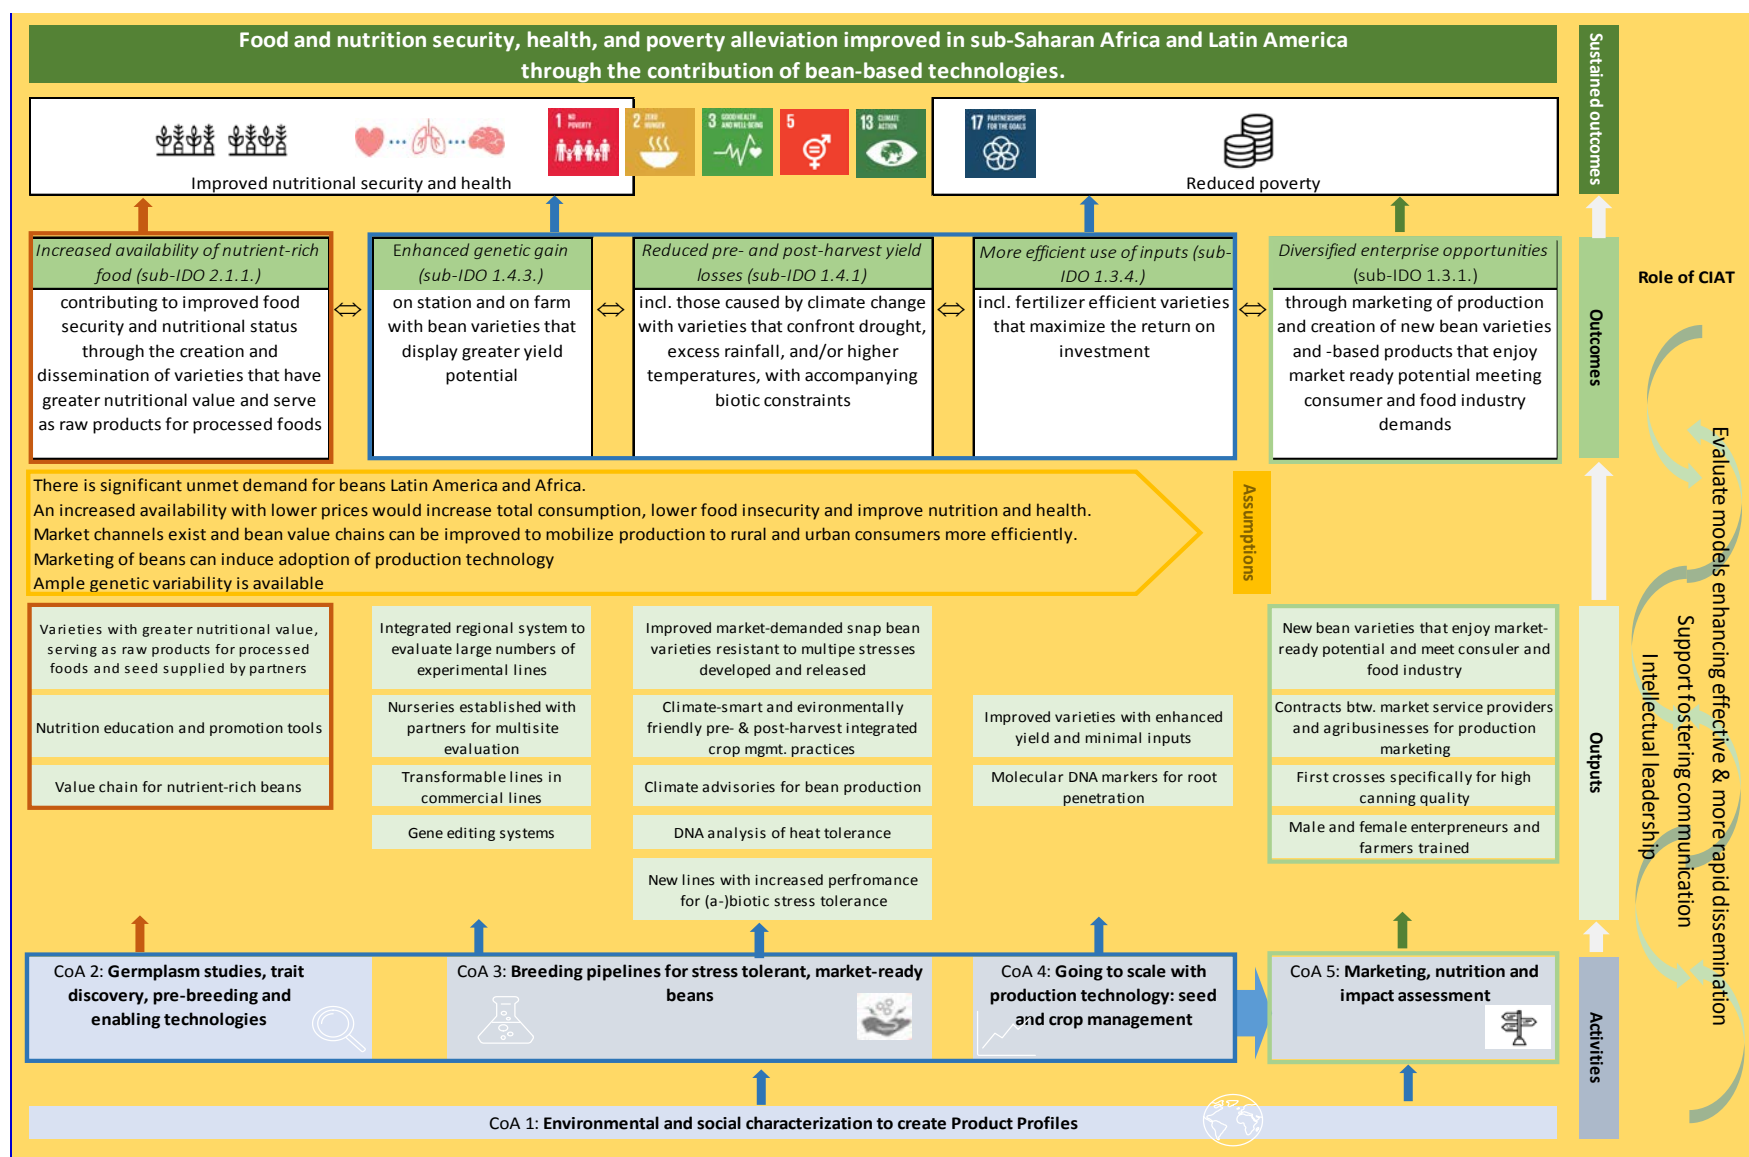 Food and nutrition security, health, and poverty alleviation improved in sub-Saharan Africa and Latin America
through the contribution of bean-based technologies.
Sustained outcomes
Improved nutritional security and health
1 NO POVERTY
2 ZERO HUNGER
3 GOOD HEALTH AND WELL-BEING
5
13 CLIMATE ACTION
17 PARTNERSHIPS FOR THE GOALS
Reduced poverty
Increased availability of nutrient-rich
food (sub-IDO 2.1.1.)
contributing to improved food
security and nutritional status
through the creation and
dissemination of varieties that have
greater nutritional value and serve
as raw products for processed foods
Enhanced genetic gain
(sub-IDO 1.4.3.)
on station and on farm
with bean varieties that
display greater yield
potential
Reduced pre- and post-harvest yield
losses (sub-IDO 1.4.1)
incl. those caused by climate change
with varieties that confront drought,
excess rainfall, and/or higher
temperatures, with accompanying
biotic constraints
More efficient use of inputs (sub-
IDO 1.3.4.)
incl. fertilizer efficient varieties
that maximize the return on
investment
Diversified enterprise opportunities
(sub-IDO 1.3.1.)
through marketing of production
and creation of new bean varieties
and -based products that enjoy
market ready potential meeting
consumer and food industry
demands
Outcomes
Role of CIAT
There is significant unmet demand for beans Latin America and Africa.
An increased availability with lower prices would increase total consumption, lower food insecurity and improve nutrition and health.
Market channels exist and bean value chains can be improved to mobilize production to rural and urban consumers more efficiently.
Marketing of beans can induce adoption of production technology
Ample genetic variability is available
Assumptions
Varieties with greater nutritional value,
serving as raw products for processed
foods and seed supplied by partners
Nutrition education and promotion tools
Value chain for nutrient-rich beans
Integrated regional system to
evaluate large numbers of
experimental lines
Nurseries established with
partners for multisite
evaluation
Transformable lines in
commercial lines
Gene editing systems
Improved market-demanded snap bean
varieties resistant to multipe stresses
developed and released
Climate-smart and evironmentally
friendly pre- & post-harvest integrated
crop mgmt. practices
Climate advisories for bean production
DNA analysis of heat tolerance
New lines with increased perfromance
for (a-)biotic stress tolerance
Improved varieties with enhanced
yield and minimal inputs
Molecular DNA markers for root
penetration
New bean varieties that enjoy market-
ready potential and meet consuler and
food industry
Contracts btw. market service providers
and agribusinesses for production
marketing
First crosses specifically for high
canning quality
Male and female enterpreneurs and
farmers trained
Outputs
Evaluate models enhancing effective & more rapid dissemination
Support fostering communication
Intellectual leadership
CoA 2: Germplasm studies, trait
discovery, pre-breeding and
enabling technologies
CoA 3: Breeding pipelines for stress tolerant, market-ready
beans
CoA 4: Going to scale with
production technology: seed
and crop management
CoA 5: Marketing, nutrition and
impact assessment
Activities
CoA 1: Environmental and social characterization to create Product Profiles